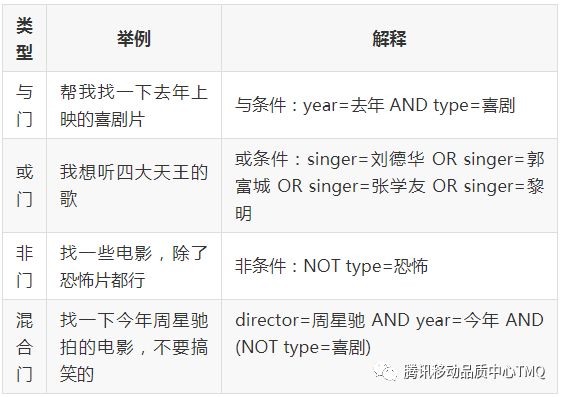 类型
举例
解释
与门
帮我找一下去年上
映的喜剧片
与条件：year=去年 AND type=喜剧
或门
我想听四大天王的
歌
或条件：singer=刘德华 OR singer=郭
富城 OR singer=张学友 OR singer=黎
明
非门
找一些电影，除了
恐怖片都行
非条件：NOT type=恐怖
混合门
找一下今年周星驰
拍的电影，不要搞
笑的
director=周星驰 AND year=今年 AND
(NOT type=喜剧)
腾讯移动品质中心TMQ